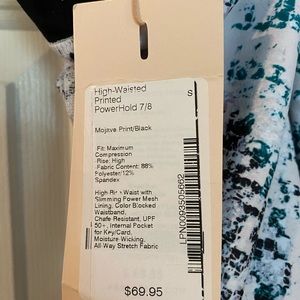 High-Waisted
Printed
PowerHold 7/8
S
Mojave Print/Black
Fit: Maximum
Compression
Rise: High
Fabric Content: 88%
Polyester/12%
Spandex
High Rise Waist with
Slimming Power Mesh
Lining, Color Blocked
Waistband,
Chafe Resistant, UPF
50+, Internal Pocket
for Key/Card,
Moisture-Wicking,
All Way Stretch Fabric
$69.95